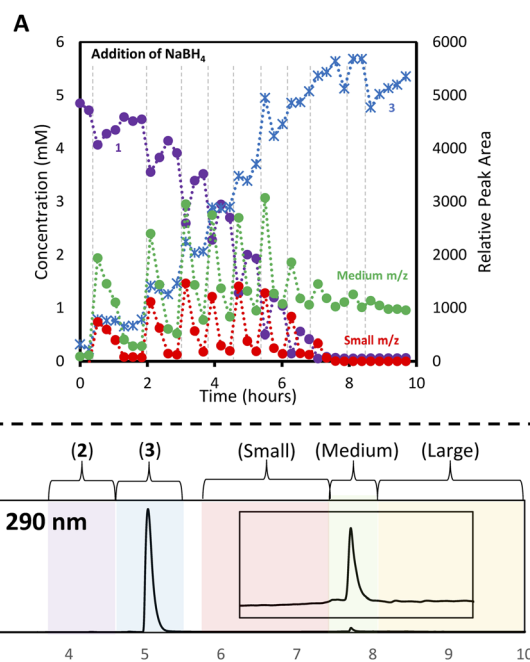 A
Addition of NaBH4
6
5
4
3
2
1
0
Concentration (mM)
6000
5000
4000
3000
2000
1000
0
Relative Peak Area
1
3
Medium m/z
Small m/z
0 2 4 6 8 10
Time (hours)
(2) (3) (Small) (Medium) (Large)
290 nm
4 5 6 7 8 9 10